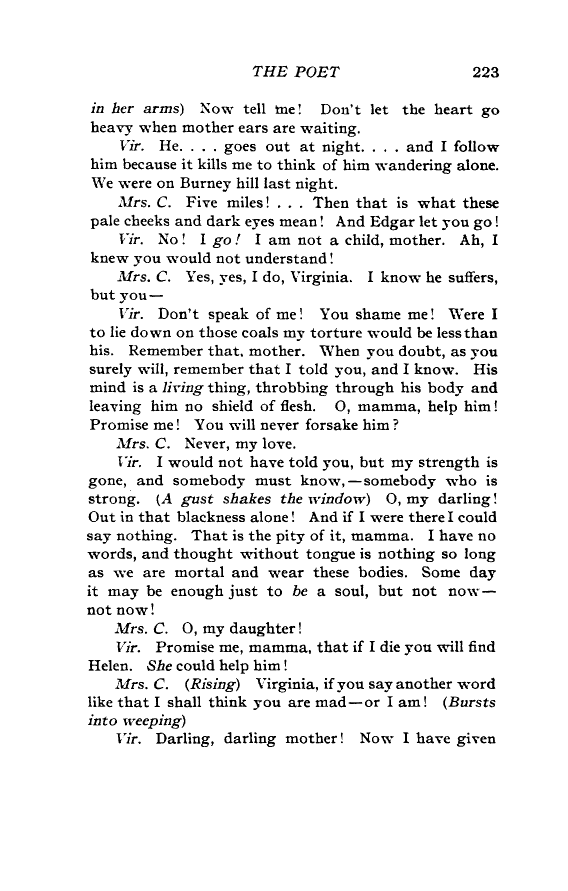 THE POET 223
in her arms) Now tell me! Don't let the heart go
heavy when mother ears are waiting.
Vir. He. . . . goes out at night. . . . and I follow
him because it kills me to think of him wandering alone.
We were on Burney hill last night.
Mrs. C. Five miles! . . . Then that is what these
pale cheeks and dark eyes mean! And Edgar let you go!
Vir. No! I go! I am not a child, mother. Ah, I
knew you would not understand!
Mrs. C. Yes, yes, I do, Virginia. I know he suffers,
but you—
Vir. Don't speak of me! You shame me! Were I
to lie down on those coals my torture would be less than
his. Remember that, mother. When you doubt, as you
surely will, remember that I told you, and I know. His
mind is a living thing, throbbing through his body and
leaving him no shield of flesh. O, mamma, help him!
Promise me! You will never forsake him?
Mrs. C. Never, my love.
Vir. I would not have told you, but my strength is
gone, and somebody must know,—somebody who is
strong. (A gust shakes the window) O, my darling!
Out in that blackness alone! And if I were there I could
say nothing. That is the pity of it, mamma. I have no
words, and thought without tongue is nothing so long
as we are mortal and wear these bodies. Some day
it may be enough just to be a soul, but not now—
not now!
Mrs. C. O, my daughter!
Vir. Promise me, mamma, that if I die you will find
Helen. She could help him!
Mrs. C. (Rising) Virginia, if you say another word
like that I shall think you are mad—or I am! (Bursts
into weeping)
Vir. Darling, darling mother! Now I have given